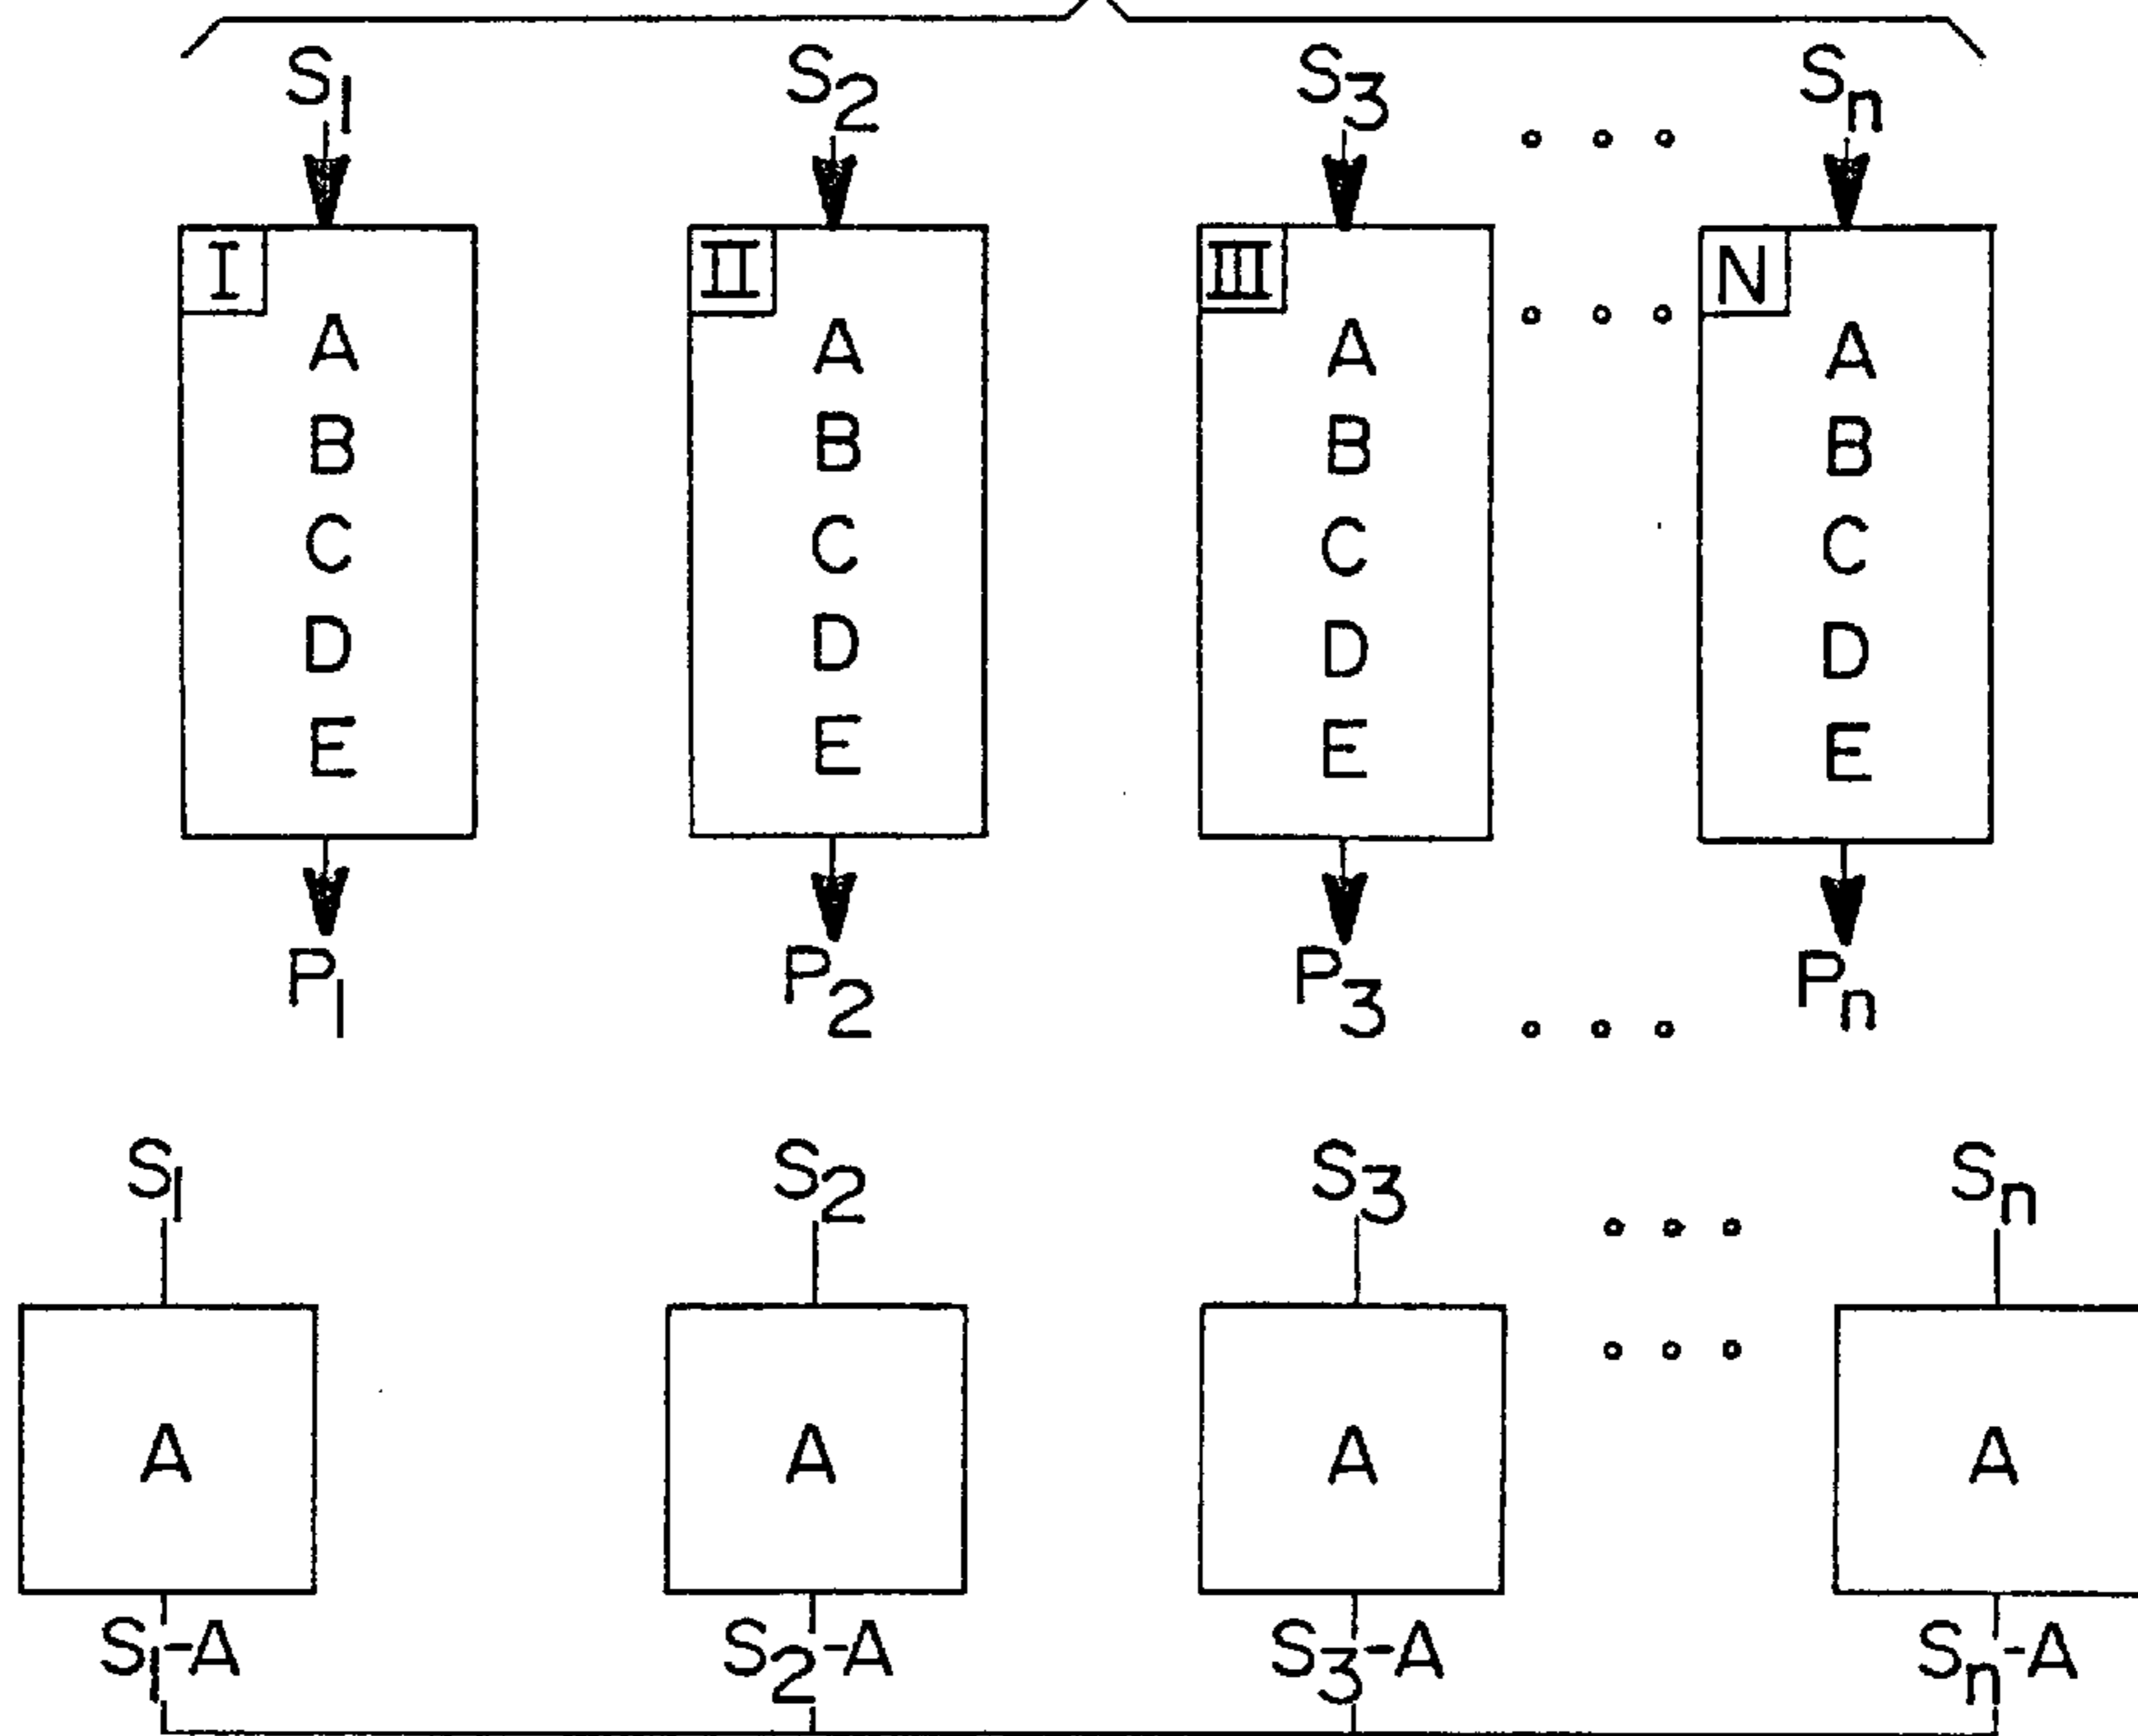 S1 S2 S3 ... Sn
I II III ... N
A A A A
B B B B
C C C C
D D D D
E E E E
P1 P2 P3 ... Pn
S1 S2 S3 ... Sn
...
A A A A
S1-A S2-A S3-A Sn-A